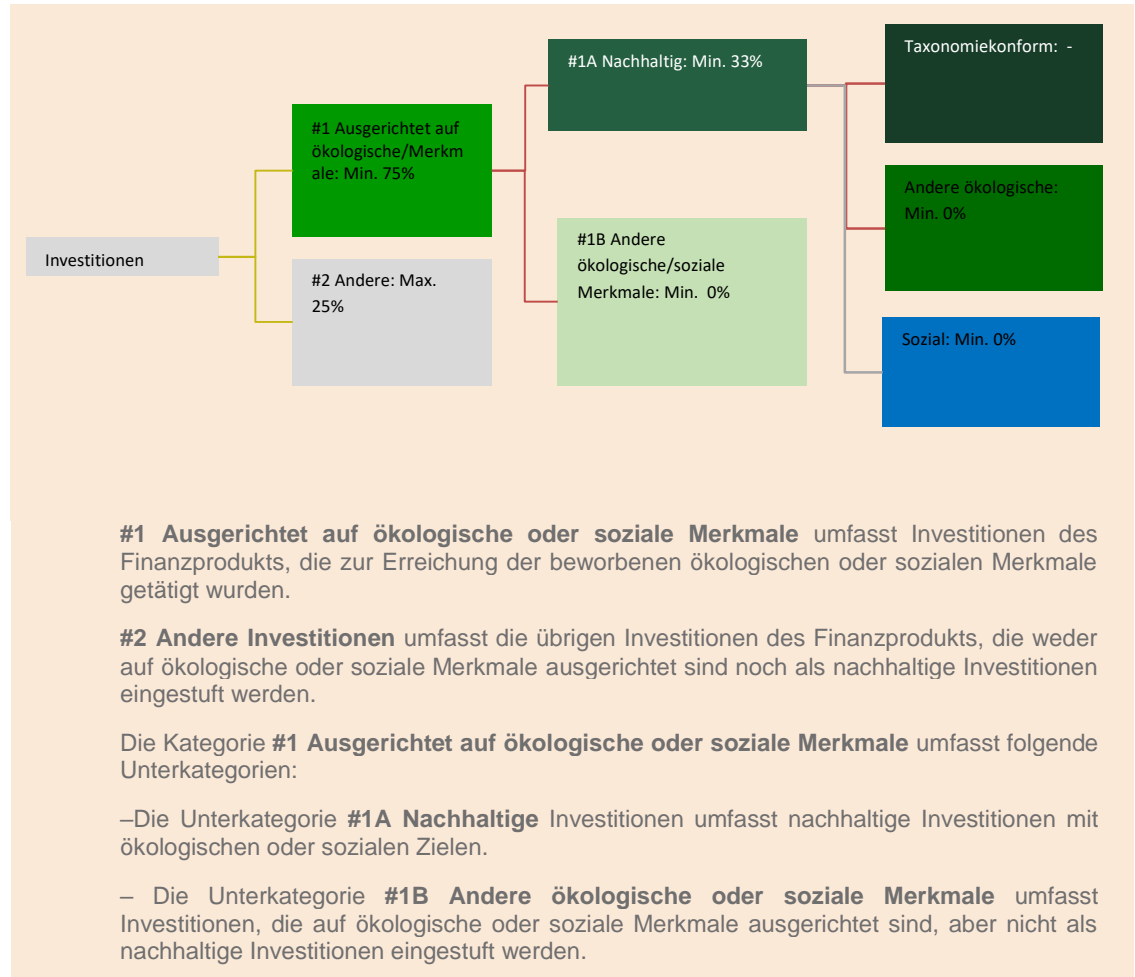 Investitionen
#1 Ausgerichtet auf
ökologische/Merkm
ale: Min. 75%
#2 Andere: Max.
25%
#1A Nachhaltig: Min. 33%
#1B Andere
ökologische/soziale
Merkmale: Min. 0%
Taxonomiekonform: -
Andere ökologische:
Min. 0%
Sozial: Min. 0%
#1 Ausgerichtet auf ökologische oder soziale Merkmale umfasst Investitionen des
Finanzprodukts, die zur Erreichung der beworbenen ökologischen oder sozialen Merkmale
getätigt wurden.
#2 Andere Investitionen umfasst die übrigen Investitionen des Finanzprodukts, die weder
auf ökologische oder soziale Merkmale ausgerichtet sind noch als nachhaltige Investitionen
eingestuft werden.
Die Kategorie #1 Ausgerichtet auf ökologische oder soziale Merkmale umfasst folgende
Unterkategorien:
–Die Unterkategorie #1A Nachhaltige Investitionen umfasst nachhaltige Investitionen mit
ökologischen oder sozialen Zielen.
– Die Unterkategorie #1B Andere ökologische oder soziale Merkmale umfasst
Investitionen, die auf ökologische oder soziale Merkmale ausgerichtet sind, aber nicht als
nachhaltige Investitionen eingestuft werden.